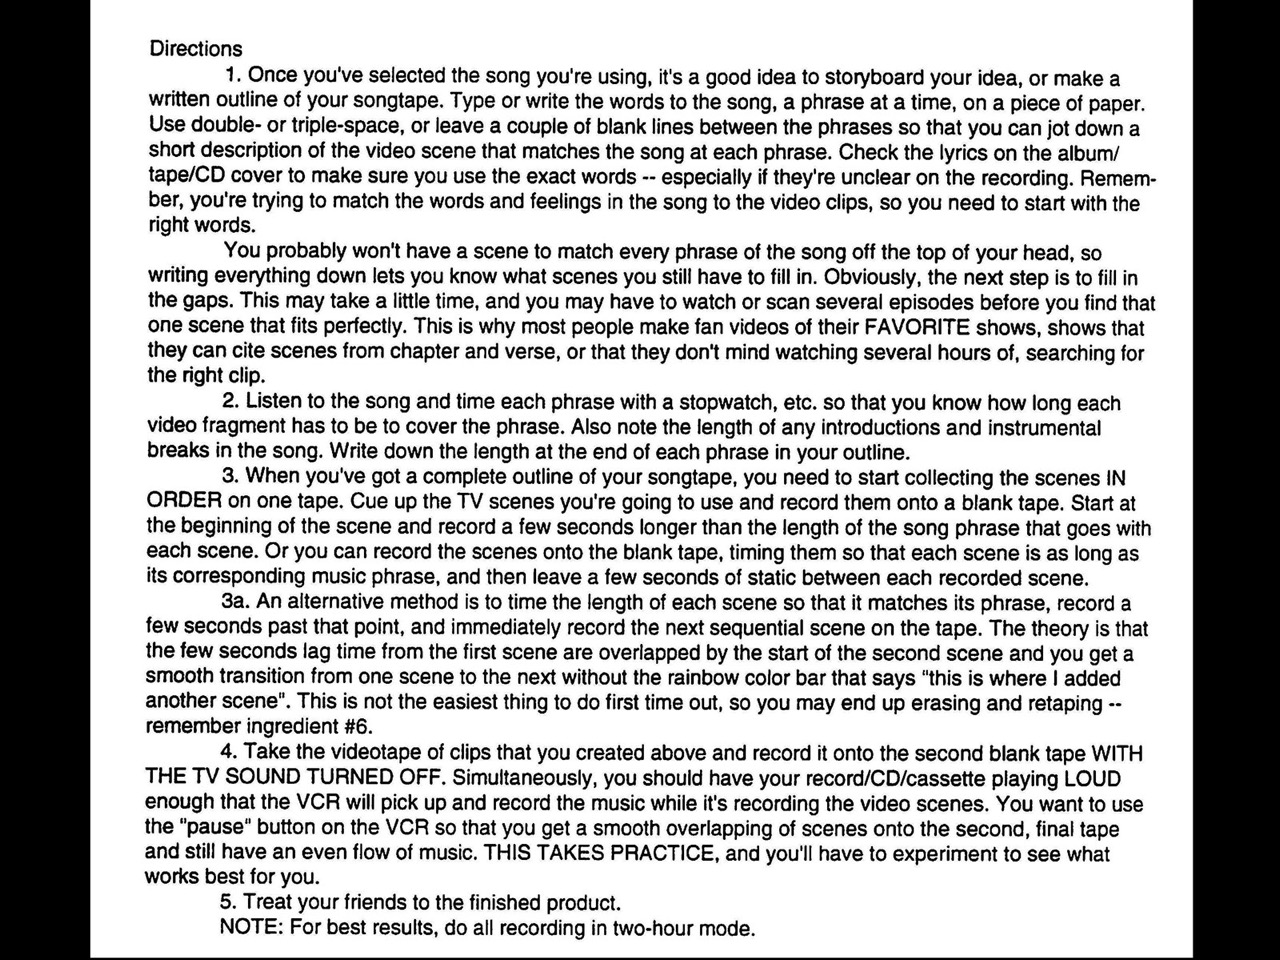 Directions
1. Once you've selected the song you're using, it's a good idea to storyboard your idea, or make a
written outline of your songtape. Type or write the words to the song, a phrase at a time, on a piece of paper.
Use double- or triple-space, or leave a couple of blank lines between the phrases so that you can jot down a
short description of the video scene that matches the song at each phrase. Check the lyrics on the album/
tape/CD cover to make sure you use the exact words -- especially if they're unclear on the recording. Remem-
ber, you're trying to match the words and feelings in the song to the video clips, so you need to start with the
right words.
You probably won't have a scene to match every phrase of the song off the top of your head, so
writing everything down lets you know what scenes you still have to fill in. Obviously, the next step is to fill in
the gaps. This may take a little time, and you may have to watch or scan several episodes before you find that
one scene that fits perfectly. This is why most people make fan videos of their FAVORITE shows, shows that
they can cite scenes from chapter and verse, or that they don't mind watching several hours of, searching for
the right clip.
2. Listen to the song and time each phrase with a stopwatch, etc. so that you know how long each
video fragment has to be to cover the phrase. Also note the length of any introductions and instrumental
breaks in the song. Write down the length at the end of each phrase in your outline.
3. When you've got a complete outline of your songtape, you need to start collecting the scenes IN
ORDER on one tape. Cue up the TV scenes you're going to use and record them onto a blank tape. Start at
the beginning of the scene and record a few seconds longer than the length of the song phrase that goes with
each scene. Or you can record the scenes onto the blank tape, timing them so that each scene is as long as
its corresponding music phrase, and then leave a few seconds of static between each recorded scene.
3a. An alternative method is to time the length of each scene so that it matches its phrase, record a
few seconds past that point, and immediately record the next sequential scene on the tape. The theory is that
the few seconds lag time from the first scene are overlapped by the start of the second scene and you get a
smooth transition from one scene to the next without the rainbow color bar that says "this is where I added
another scene". This is not the easiest thing to do first time out, so you may end up erasing and retaping --
remember ingredient #6.
4. Take the videotape of clips that you created above and record it onto the second blank tape WITH
THE TV SOUND TURNED OFF. Simultaneously, you should have your record/CD/cassette playing LOUD
enough that the VCR will pick up and record the music while it's recording the video scenes. You want to use
the "pause" button on the VCR so that you get a smooth overlapping of scenes onto the second, final tape
and still have an even flow of music. THIS TAKES PRACTICE, and you'll have to experiment to see what
works best for you.
5. Treat your friends to the finished product.
NOTE: For best results, do all recording in two-hour mode.